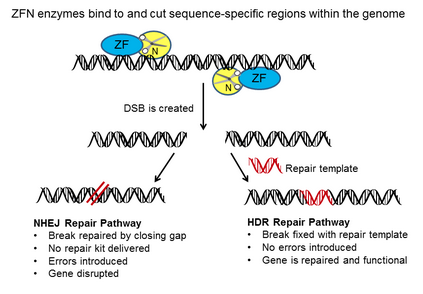 ZFN enzymes bind to and cut sequence-specific regions within the genome
ZF
N
N
ZF
DSB is created
Repair template
NHEJ Repair Pathway
• Break repaired by closing gap
• No repair kit delivered
• Errors introduced
• Gene disrupted
HDR Repair Pathway
• Break fixed with repair template
• No errors introduced
• Gene is repaired and functional